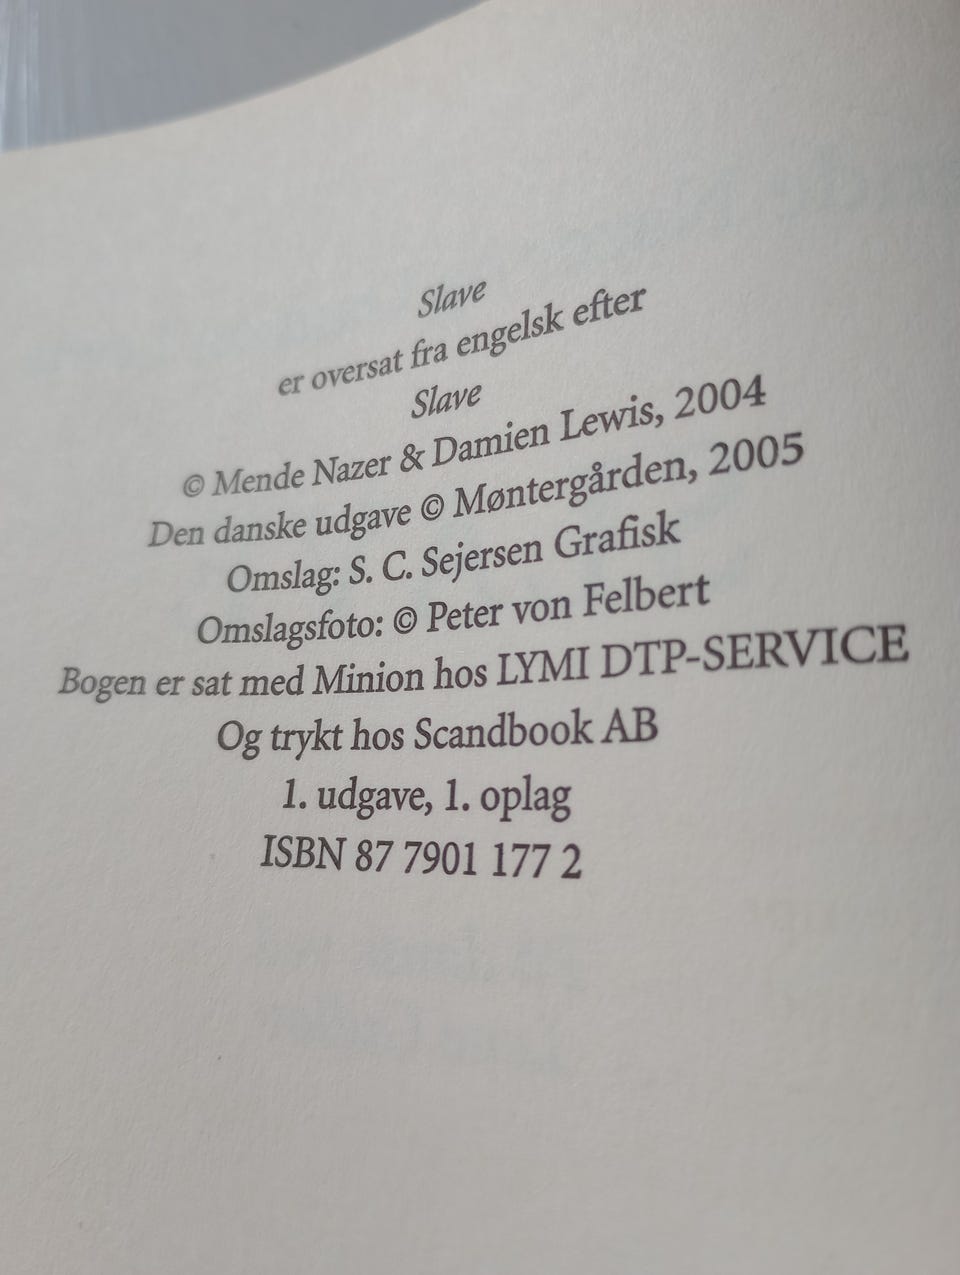 Slave
er oversat fra engelsk efter
Slave
© Mende Nazer & Damien Lewis, 2004
Den danske udgave © Møntergården, 2005
Omslag: S. C. Sejersen Grafisk
Omslagsfoto: © Peter von Felbert
Bogen er sat med Minion hos LYMI DTP-SERVICE
Og trykt hos Scandbook AB
1. udgave, 1. oplag
ISBN 87 7901 177 2